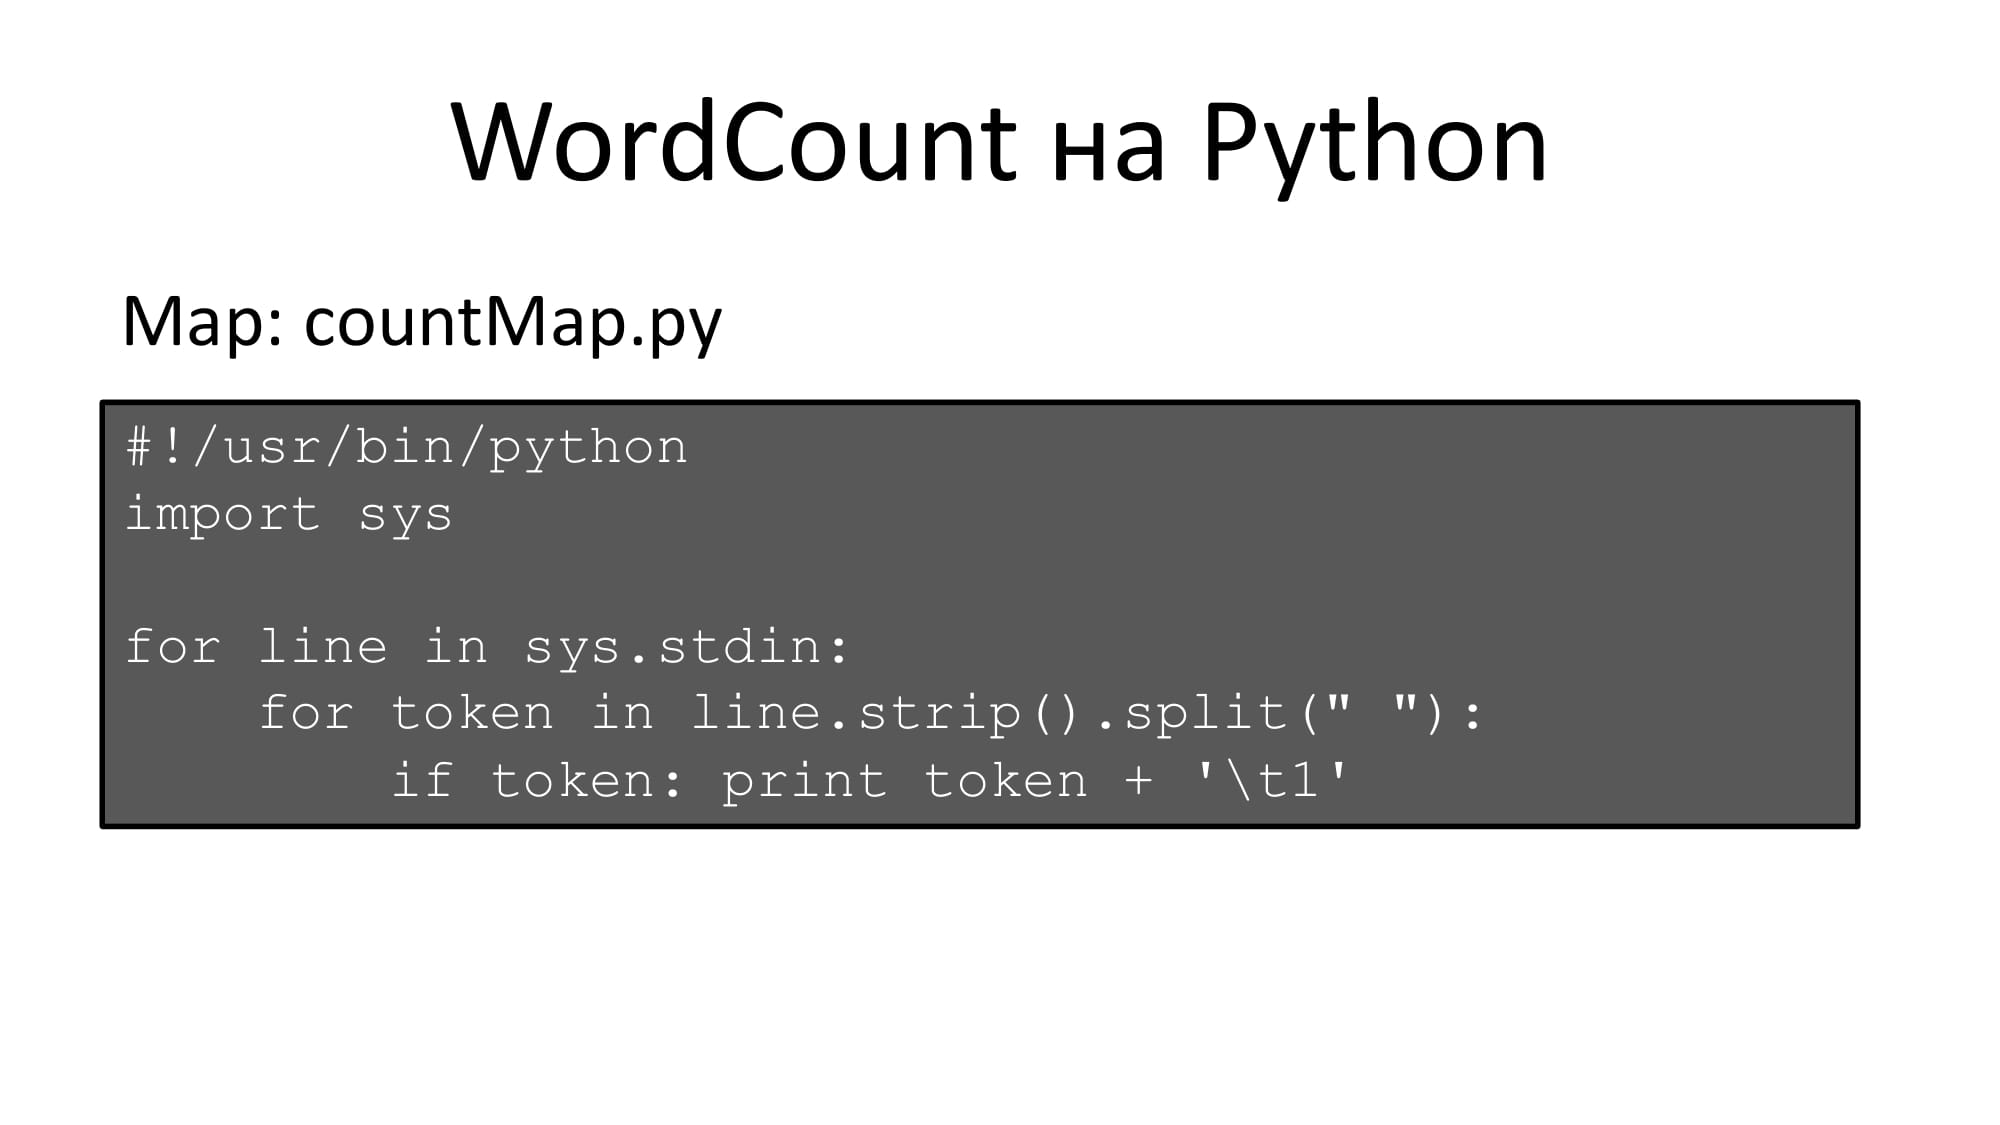 WordCount на Python
Map: countMap.py
#!/usr/bin/python
import sys
for line in sys.stdin:
    for token in line.strip().split(" "):
        if token: print token + '\t1'